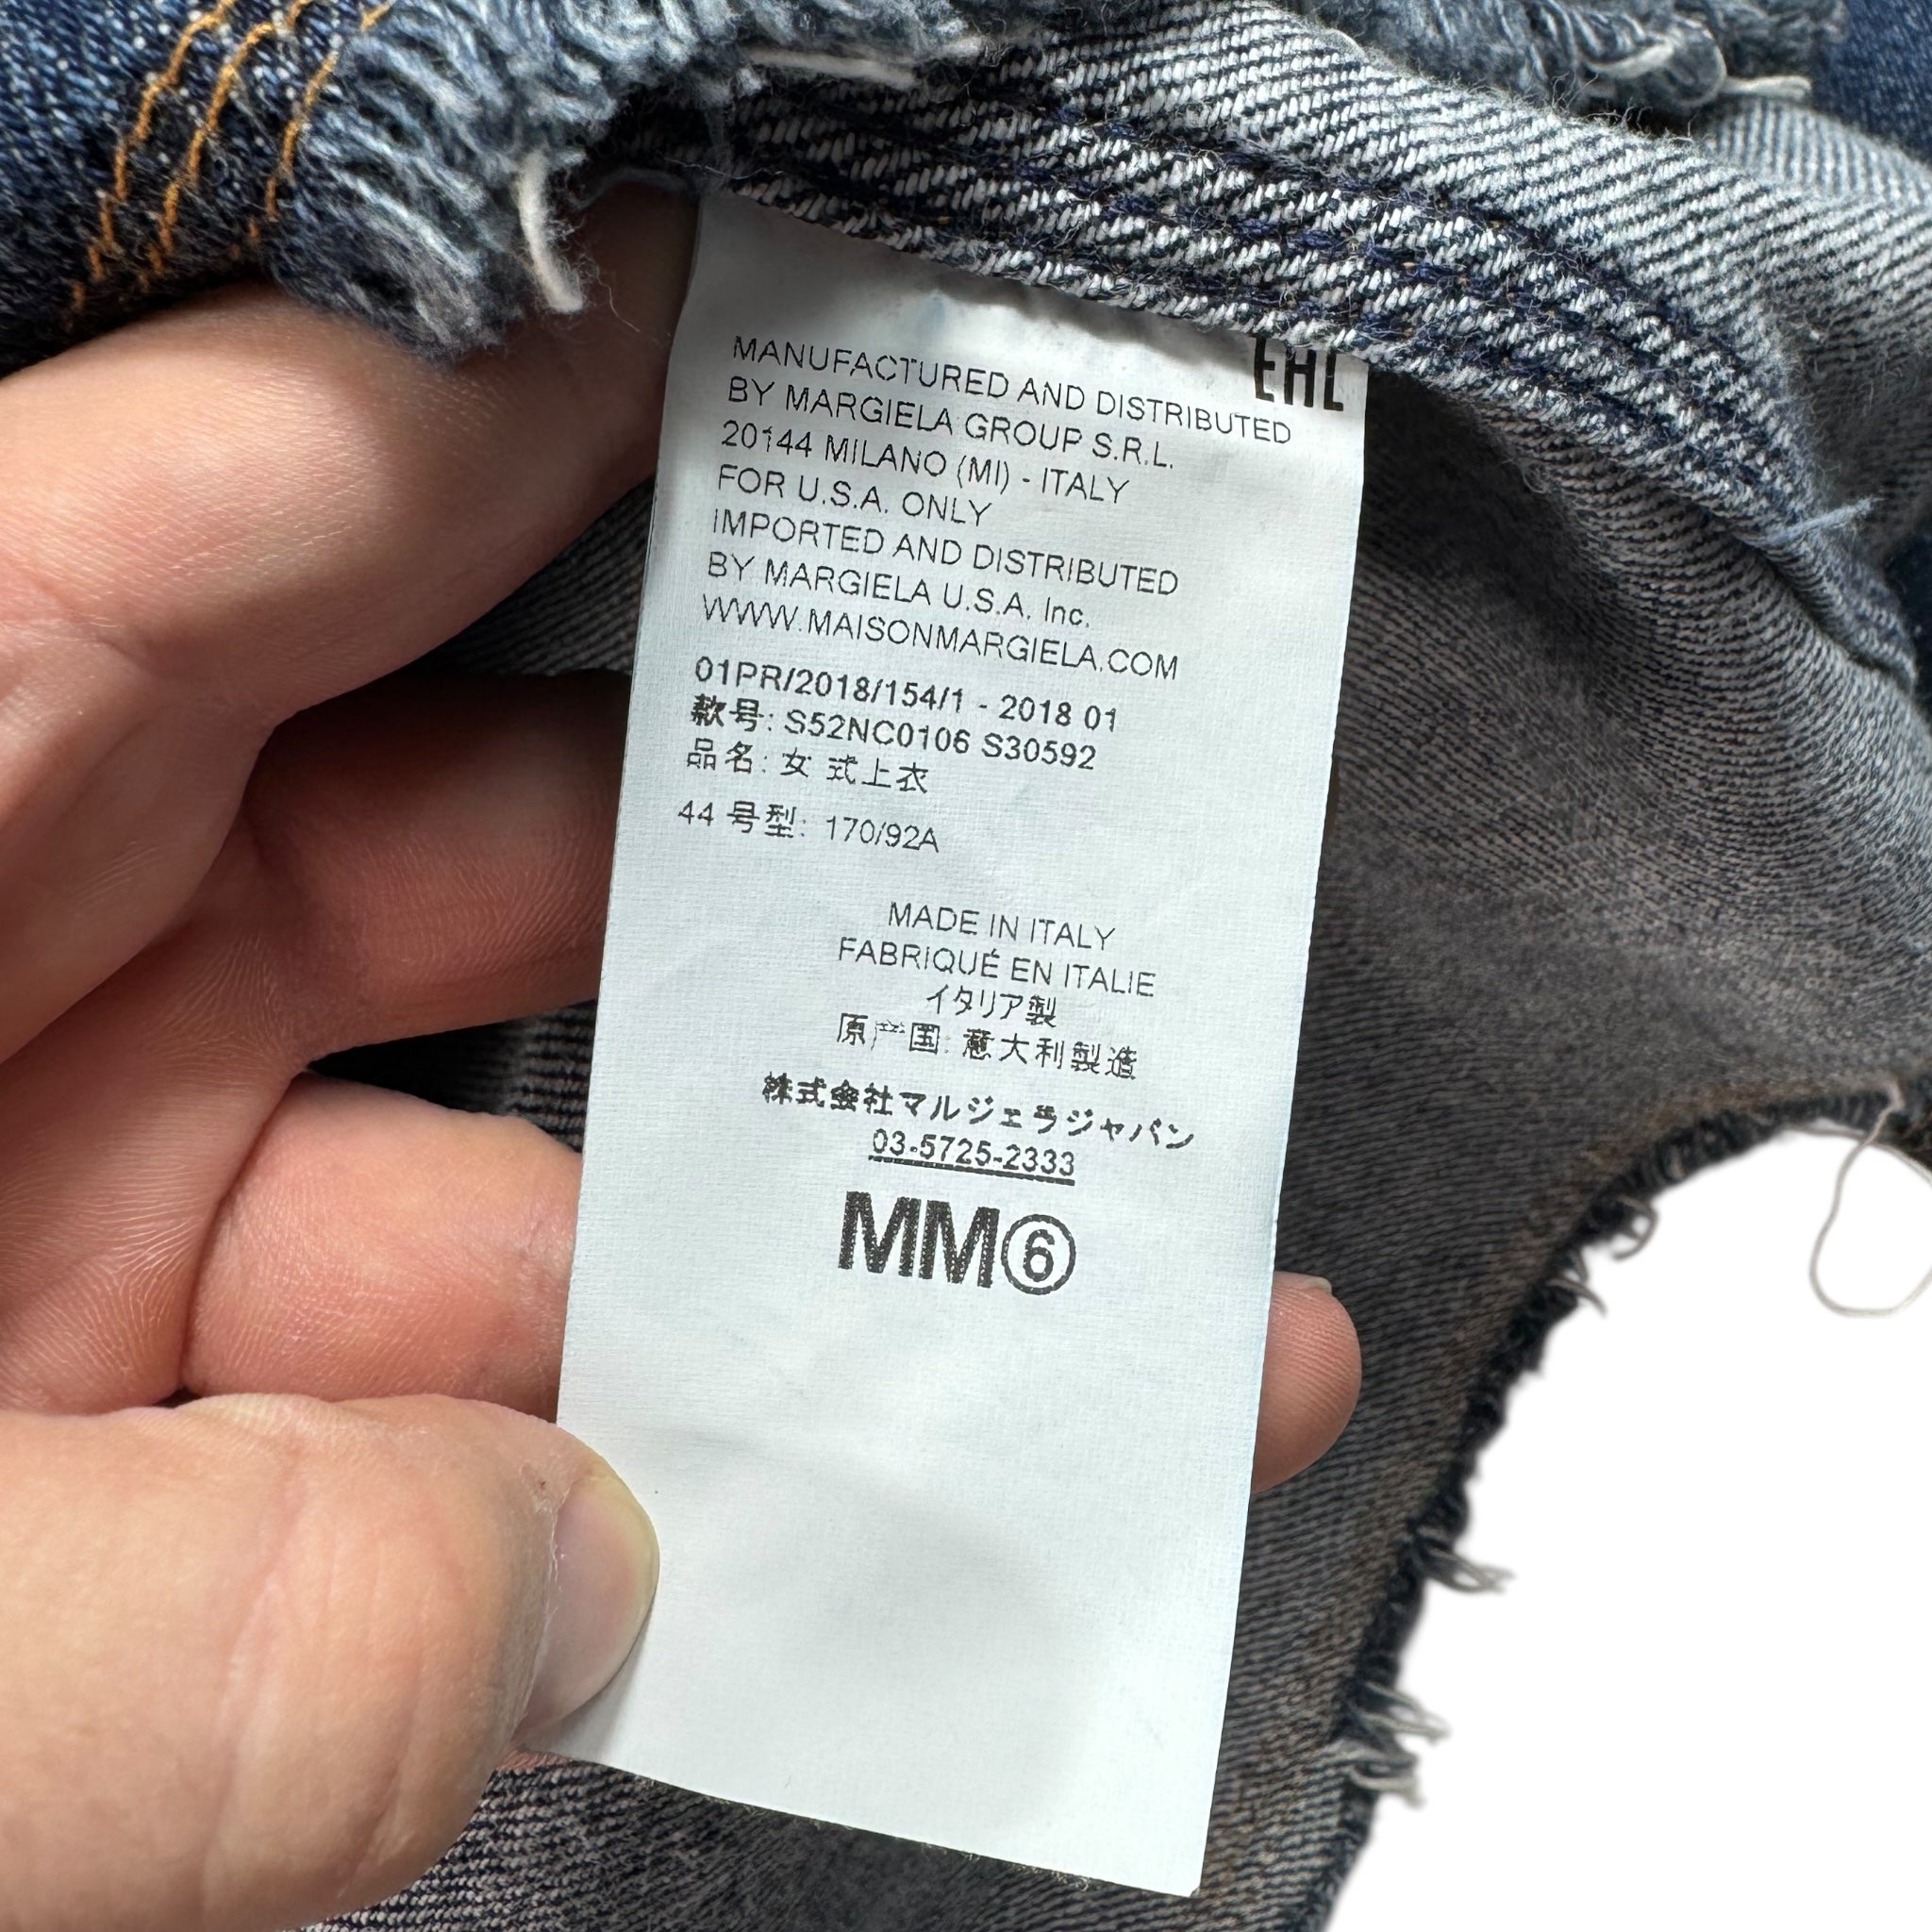 EAC
MANUFACTURED AND DISTRIBUTED
BY MARGIELA GROUP S.R.L.
20144 MILANO (MI) - ITALY
FOR U.S.A. ONLY
IMPORTED AND DISTRIBUTED
BY MARGIELA U.S.A. Inc.
WWW.MAISONMARGIELA.COM
01PR/2018/154/1 - 2018 01
款号: S52NC0106 S30592
品名: 女 式上衣
44 号型: 170/92A
MADE IN ITALY
FABRIQUÉ EN ITALIE
イタリア製
原产国: 意大利製造
株式会社マルジェラジャパン
03-5725-2333
MM⑥